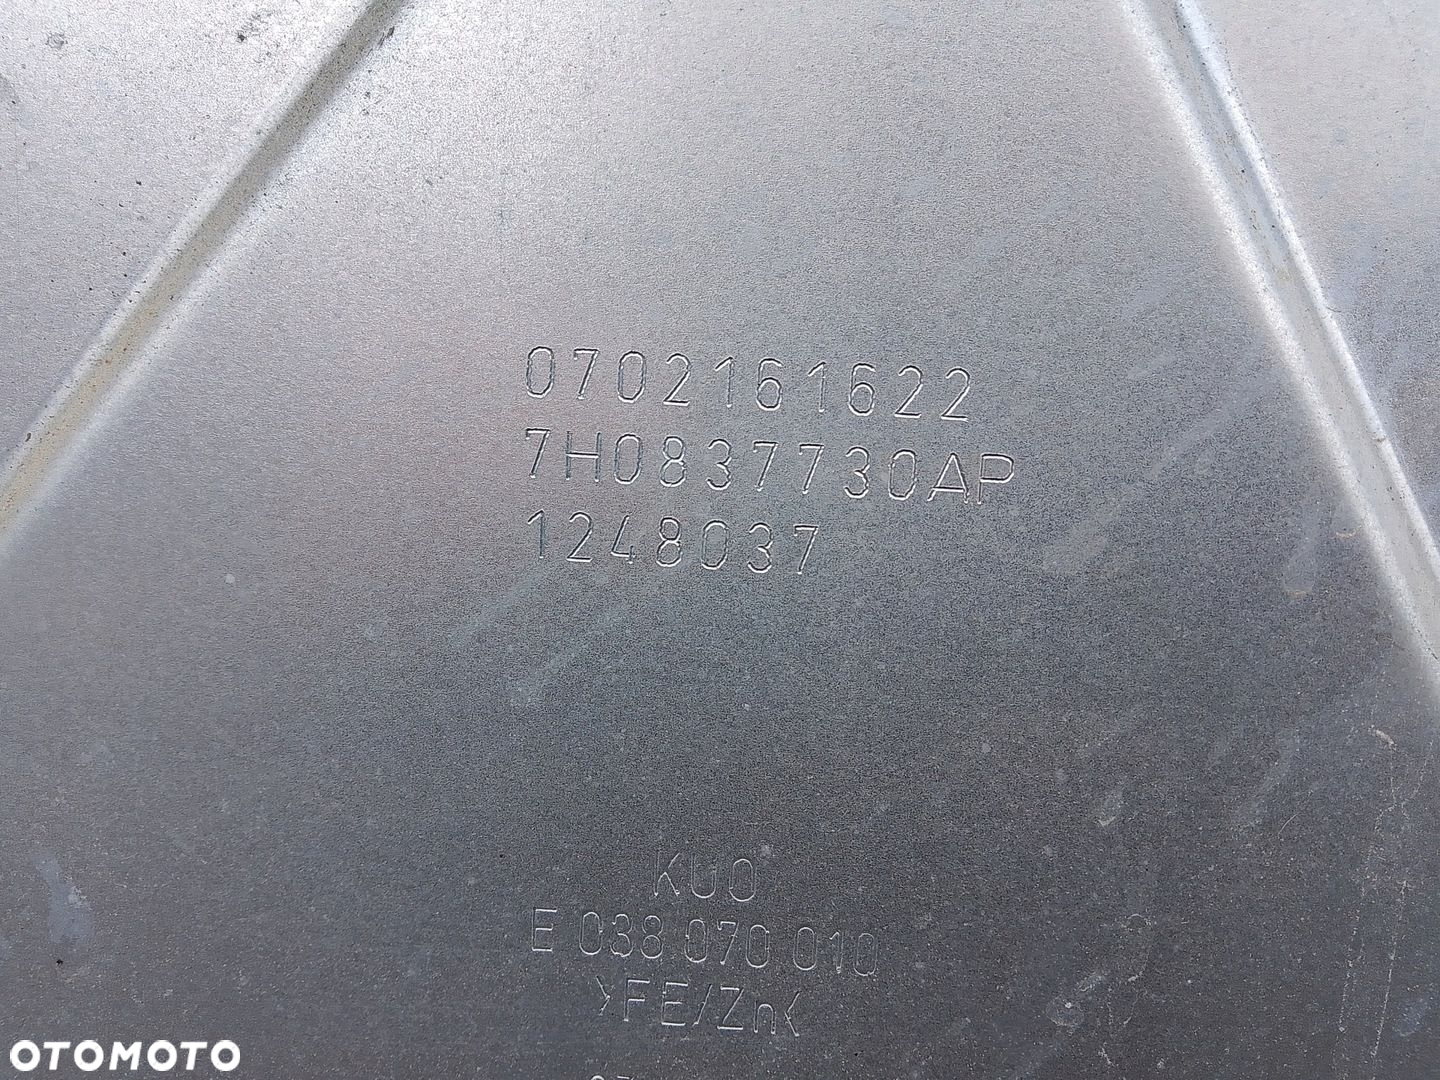 0702161622
7H0837730AP
1248037
KUO
E 038 070 010
>FE/Zn<
OTOMOTO